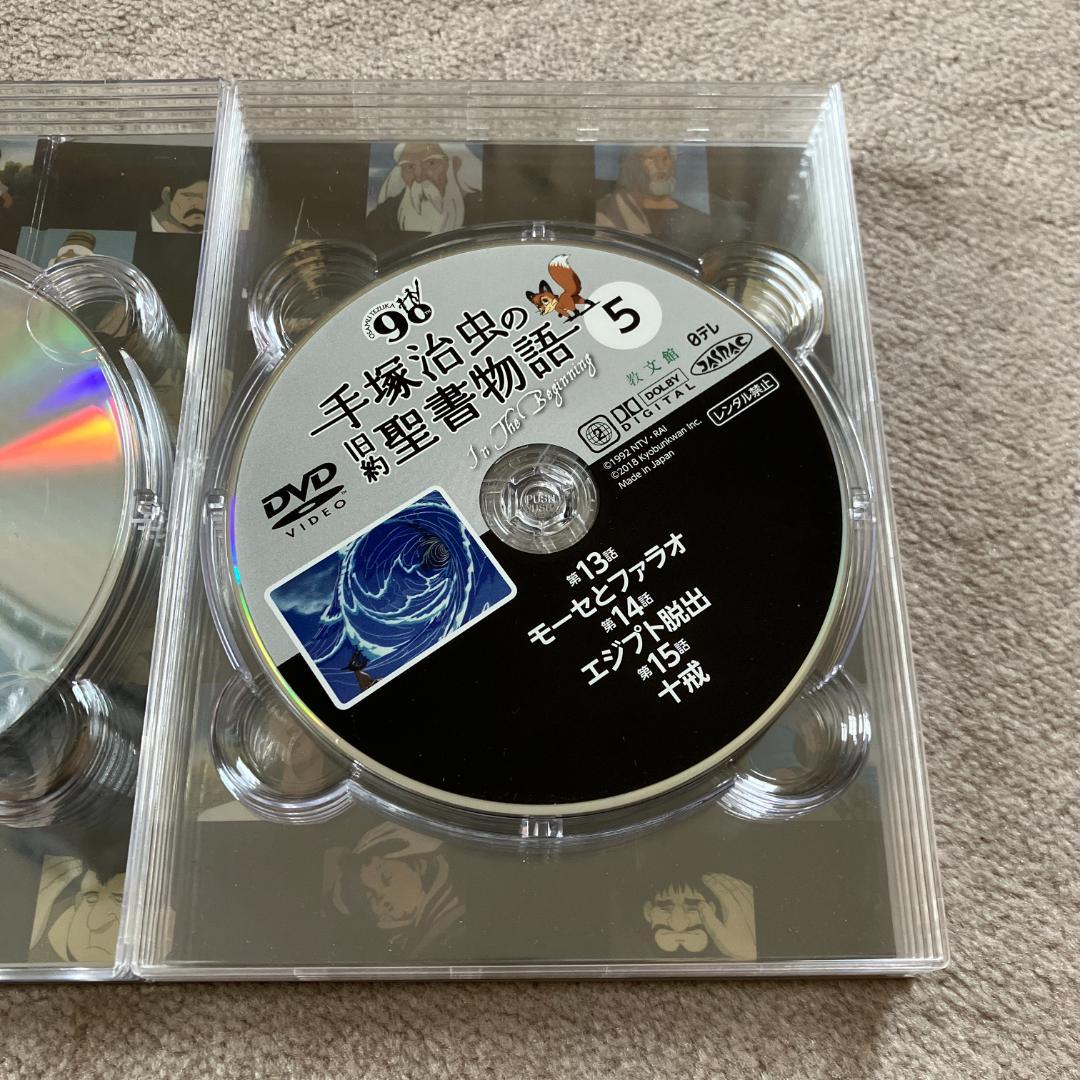 OSAMU TEZUKA
90
手塚治虫の
旧約
聖書物語
In The Beginning
5
日テレ
JASRAC
教文館
2
DOLBY
DIGITAL
レンタル禁止
©1992 NTV・RAI
©2018 Kyobunkwan Inc.
Made in Japan
DVD
VIDEO
PUSH
第13話
モーセとファラオ
第14話
エジプト脱出
第15話
十戒